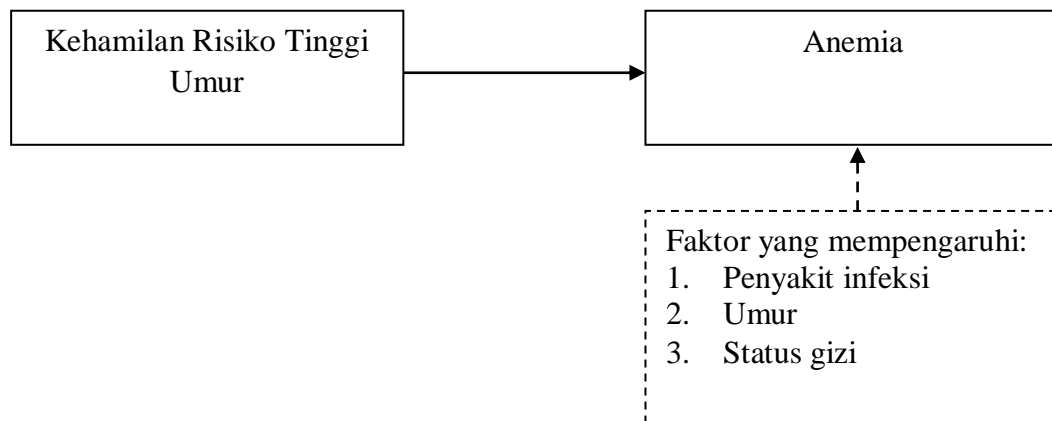 Kehamilan Risiko Tinggi
Umur
Anemia
Faktor yang mempengaruhi:
1. Penyakit infeksi
2. Umur
3. Status gizi